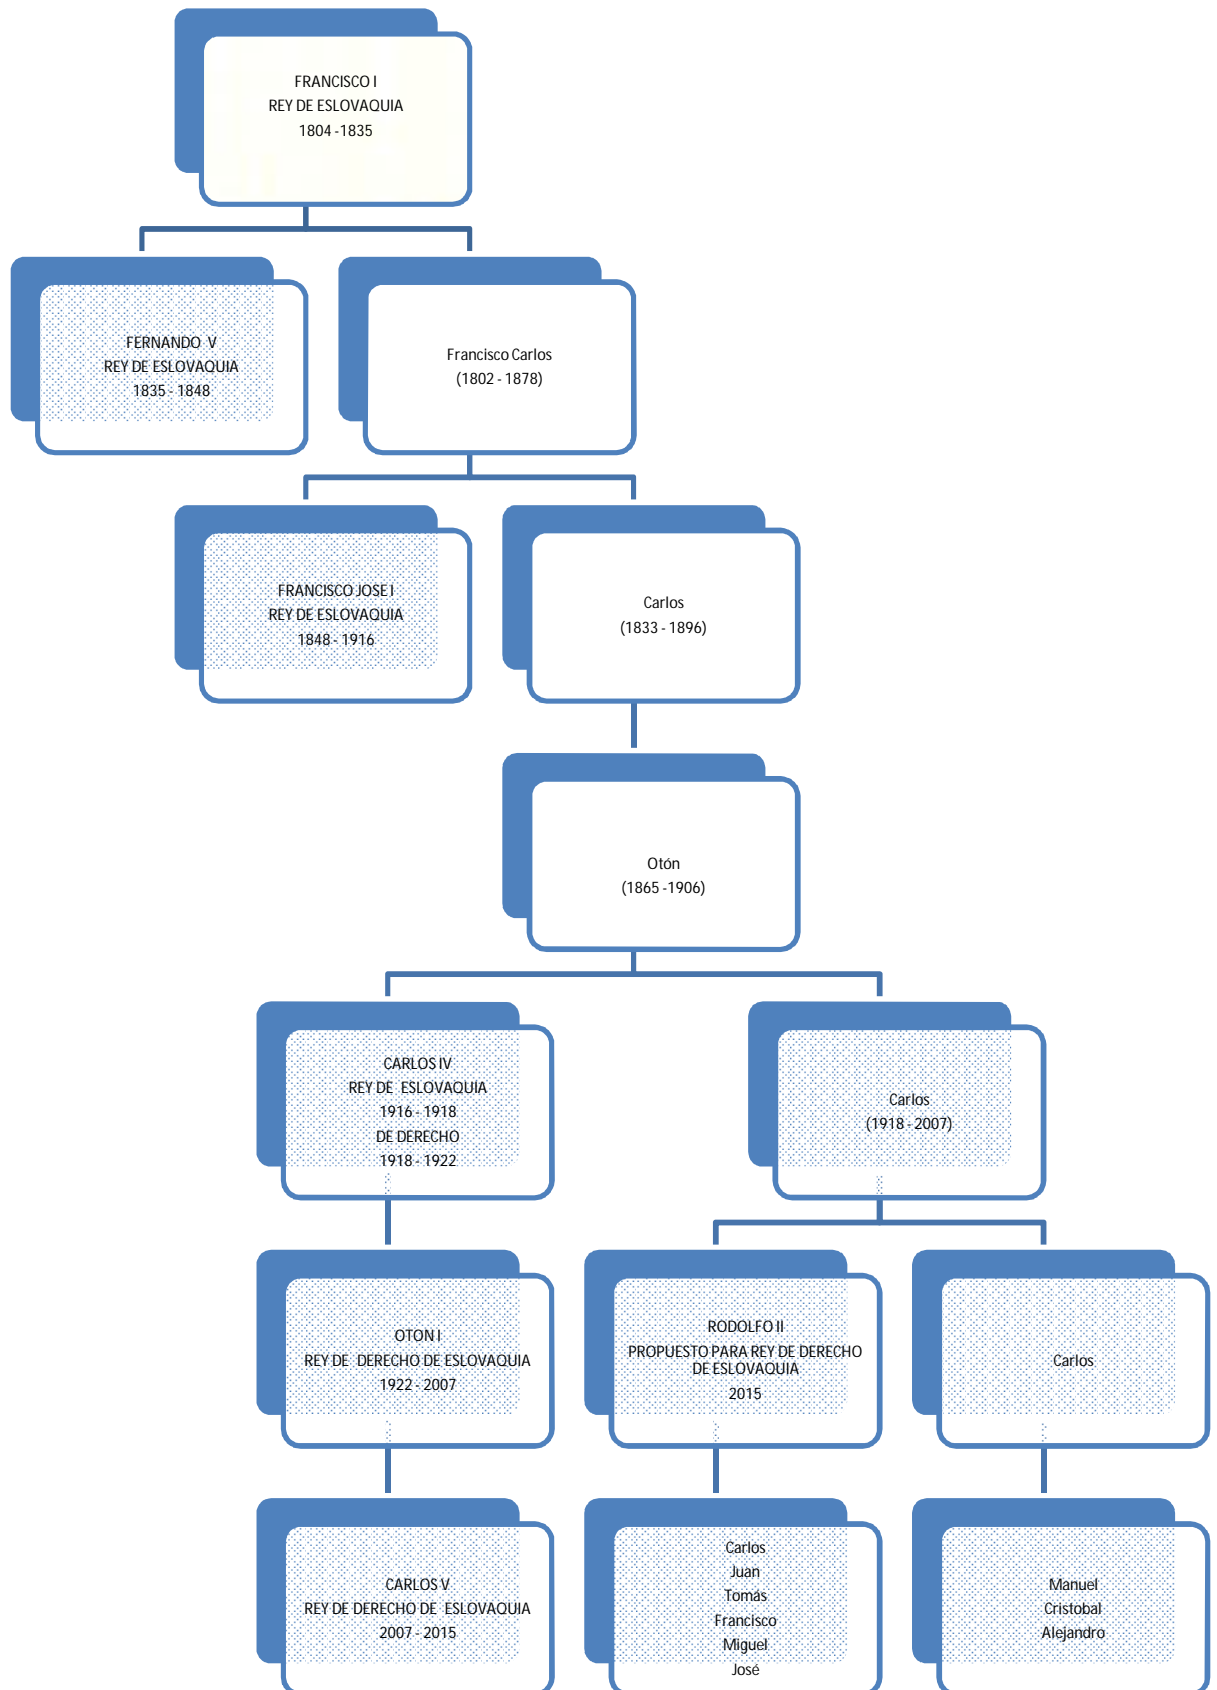 FRANCISCO I
REY DE ESLOVAQUIA
1804 -1835
FERNANDO V
REY DE ESLOVAQUIA
1835 - 1848
Francisco Carlos
(1802 - 1878)
FRANCISCO JOSE I
REY DE ESLOVAQUIA
1848 - 1916
Carlos
(1833 - 1896)
Otón
(1865 -1906)
CARLOS IV
REY DE ESLOVAQUIA
1916 - 1918
DE DERECHO
1918 - 1922
Carlos
(1918 - 2007)
OTON I
REY DE DERECHO DE ESLOVAQUIA
1922 - 2007
RODOLFO II
PROPUESTO PARA REY DE DERECHO
DE ESLOVAQUIA
2015
Carlos
CARLOS V
REY DE DERECHO DE ESLOVAQUIA
2007 - 2015
Carlos
Juan
Tomás
Francisco
Miguel
José
Manuel
Cristobal
Alejandro